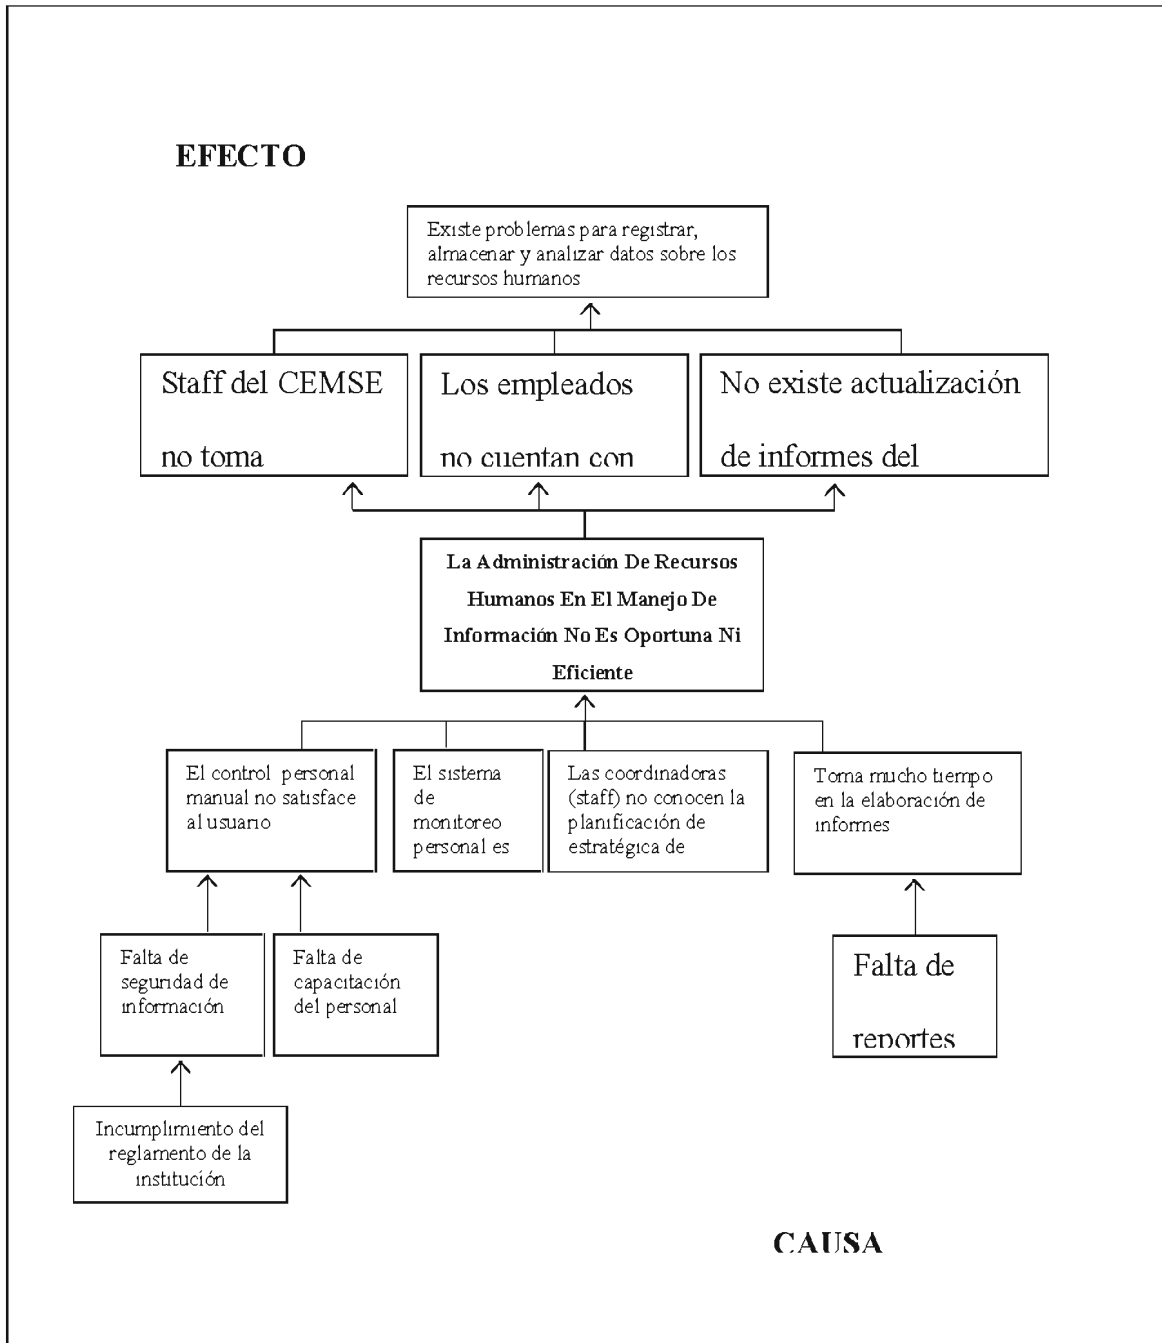 EFECTO
Existe problemas para registrar,
almacenar y analizar datos sobre los
recursos humanos
Staff del CEMSE
no toma
Los empleados
no cuentan con
No existe actualización
de informes del
La Administración De Recursos
Humanos En El Manejo De
Información No Es Oportuna Ni
Eficiente
El control personal
manual no satisface
al usuario
El sistema
de
monitoreo
personal es
Las coordinadoras
(staff) no conocen la
planificación de
estratégica de
Toma mucho tiempo
en la elaboración de
informes
Falta de
seguridad de
información
Falta de
capacitación
del personal
Falta de
reportes
Incumplimiento del
reglamento de la
institución
CAUSA